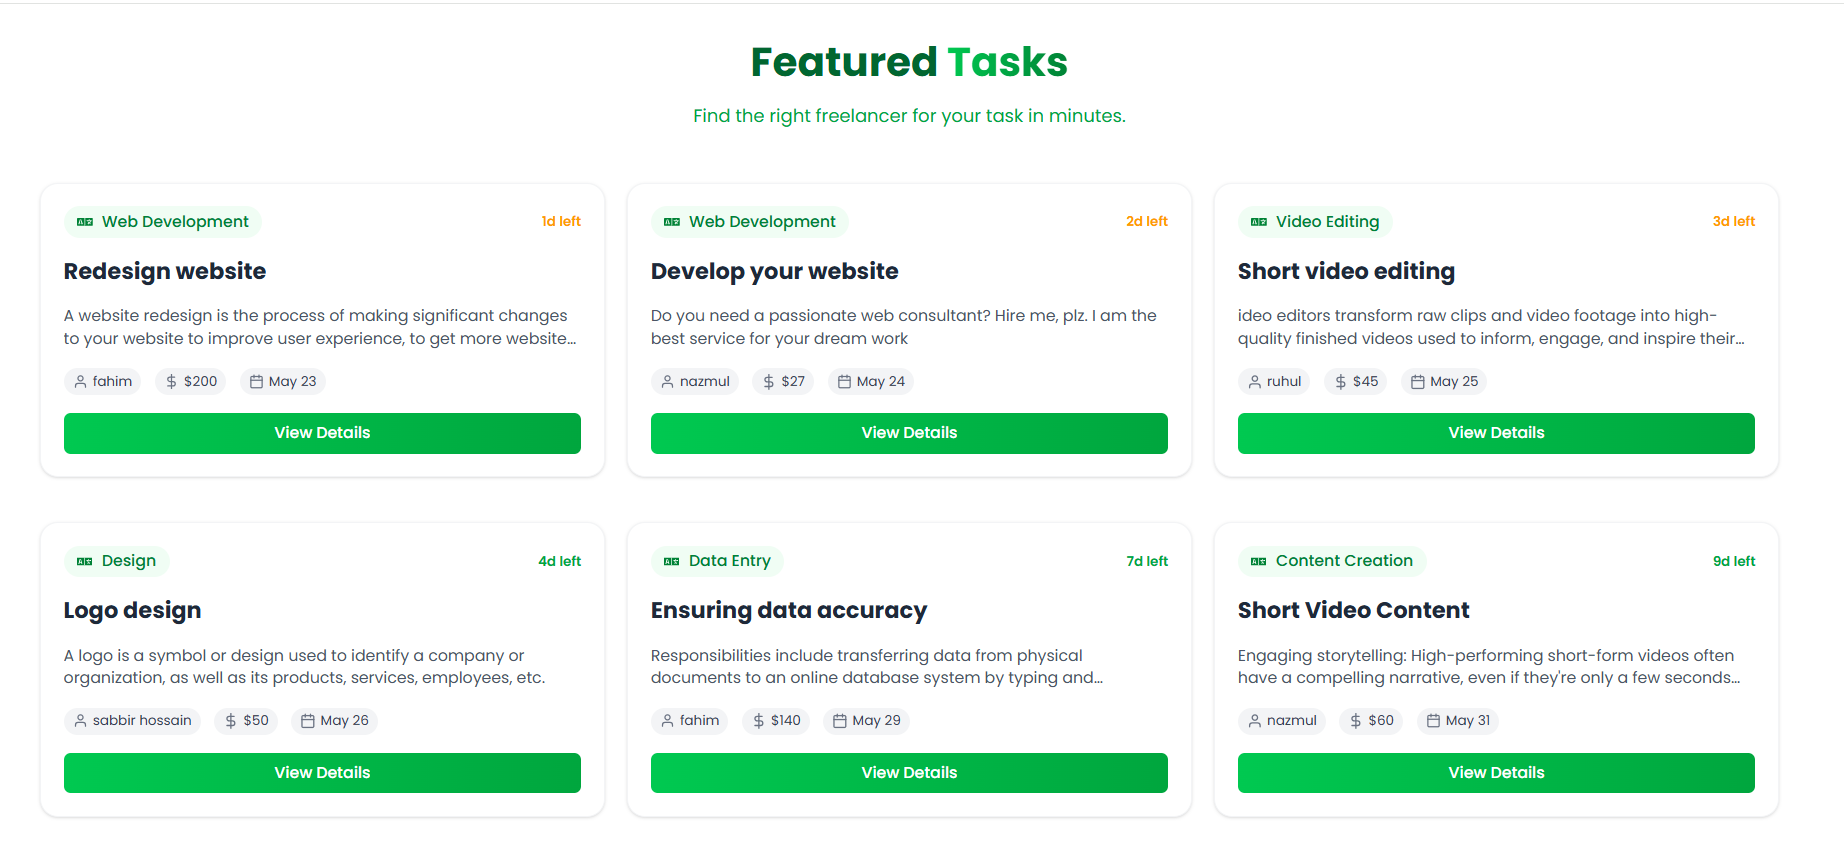 Featured Tasks
Find the right freelancer for your task in minutes.
Web Development
1d left
Redesign website
A website redesign is the process of making significant changes
to your website to improve user experience, to get more website...
fahim
$200
May 23
View Details
Web Development
2d left
Develop your website
Do you need a passionate web consultant? Hire me, plz. I am the
best service for your dream work
nazmul
$27
May 24
View Details
Video Editing
3d left
Short video editing
ideo editors transform raw clips and video footage into high-
quality finished videos used to inform, engage, and inspire their...
ruhul
$45
May 25
View Details
Design
4d left
Logo design
A logo is a symbol or design used to identify a company or
organization, as well as its products, services, employees, etc.
sabbir hossain
$50
May 26
View Details
Data Entry
7d left
Ensuring data accuracy
Responsibilities include transferring data from physical
documents to an online database system by typing and...
fahim
$140
May 29
View Details
Content Creation
9d left
Short Video Content
Engaging storytelling: High-performing short-form videos often
have a compelling narrative, even if they're only a few seconds...
nazmul
$60
May 31
View Details